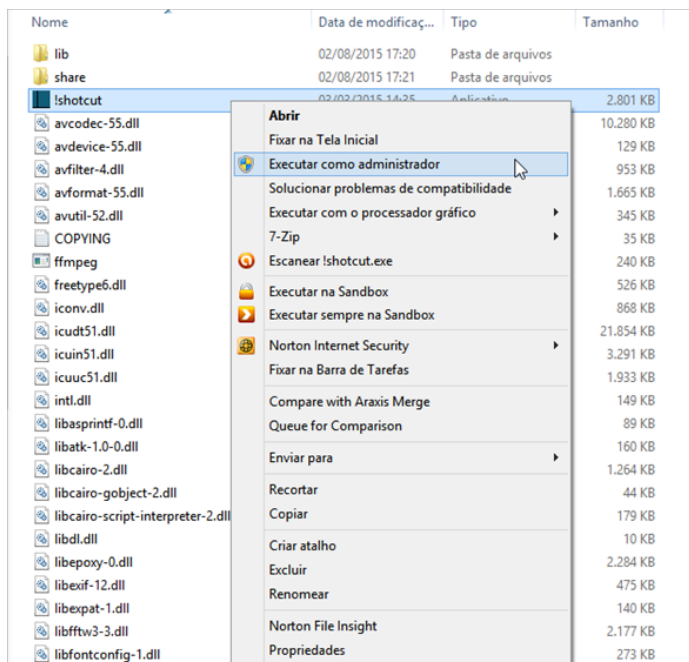 Nome Data de modificaç... Tipo Tamanho
lib 02/08/2015 17:20 Pasta de arquivos
share 02/08/2015 17:21 Pasta de arquivos
!shotcut 03/03/2015 14:35 Aplicativo 2.801 KB
avcodec-55.dll 10.280 KB
avdevice-55.dll 129 KB
avfilter-4.dll 953 KB
avformat-55.dll 1.665 KB
avutil-52.dll 345 KB
COPYING 35 KB
ffmpeg 240 KB
freetype6.dll 526 KB
iconv.dll 868 KB
icudt51.dll 21.854 KB
icuin51.dll 3.291 KB
icuuc51.dll 1.933 KB
intl.dll 149 KB
libasprintf-0.dll 89 KB
libatk-1.0-0.dll 160 KB
libcairo-2.dll 1.264 KB
libcairo-gobject-2.dll 44 KB
libcairo-script-interpreter-2.dll 179 KB
libdl.dll 10 KB
libepoxy-0.dll 2.284 KB
libexif-12.dll 475 KB
libexpat-1.dll 140 KB
libfftw3-3.dll 2.177 KB
libfontconfig-1.dll 273 KB
Abrir
Fixar na Tela Inicial
Executar como administrador
Solucionar problemas de compatibilidade
Executar com o processador gráfico
7-Zip
Escanear !shotcut.exe
Executar na Sandbox
Executar sempre na Sandbox
Norton Internet Security
Fixar na Barra de Tarefas
Compare with Araxis Merge
Queue for Comparison
Enviar para
Recortar
Copiar
Criar atalho
Excluir
Renomear
Norton File Insight
Propriedades